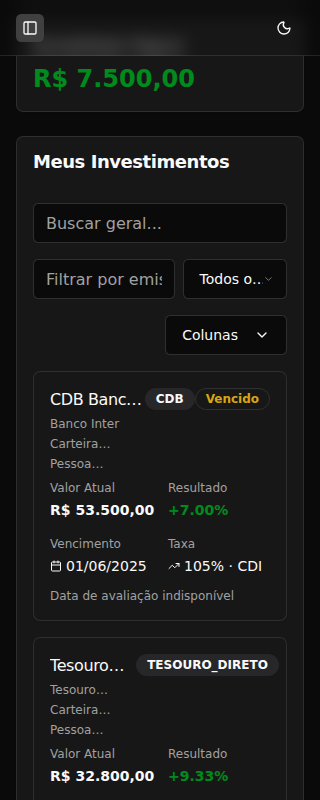 R$ 7.500,00
Meus Investimentos
Buscar geral...
Filtrar por emis
Todos o...
Colunas
CDB Banc...
CDB
Vencido
Banco Inter
Carteira...
Pessoa...
Valor Atual
Resultado
R$ 53.500,00
+7.00%
Vencimento
Taxa
01/06/2025
105% · CDI
Data de avaliação indisponível
Tesouro...
TESOURO_DIRETO
Tesouro...
Carteira...
Pessoa...
Valor Atual
Resultado
R$ 32.800,00
+9.33%